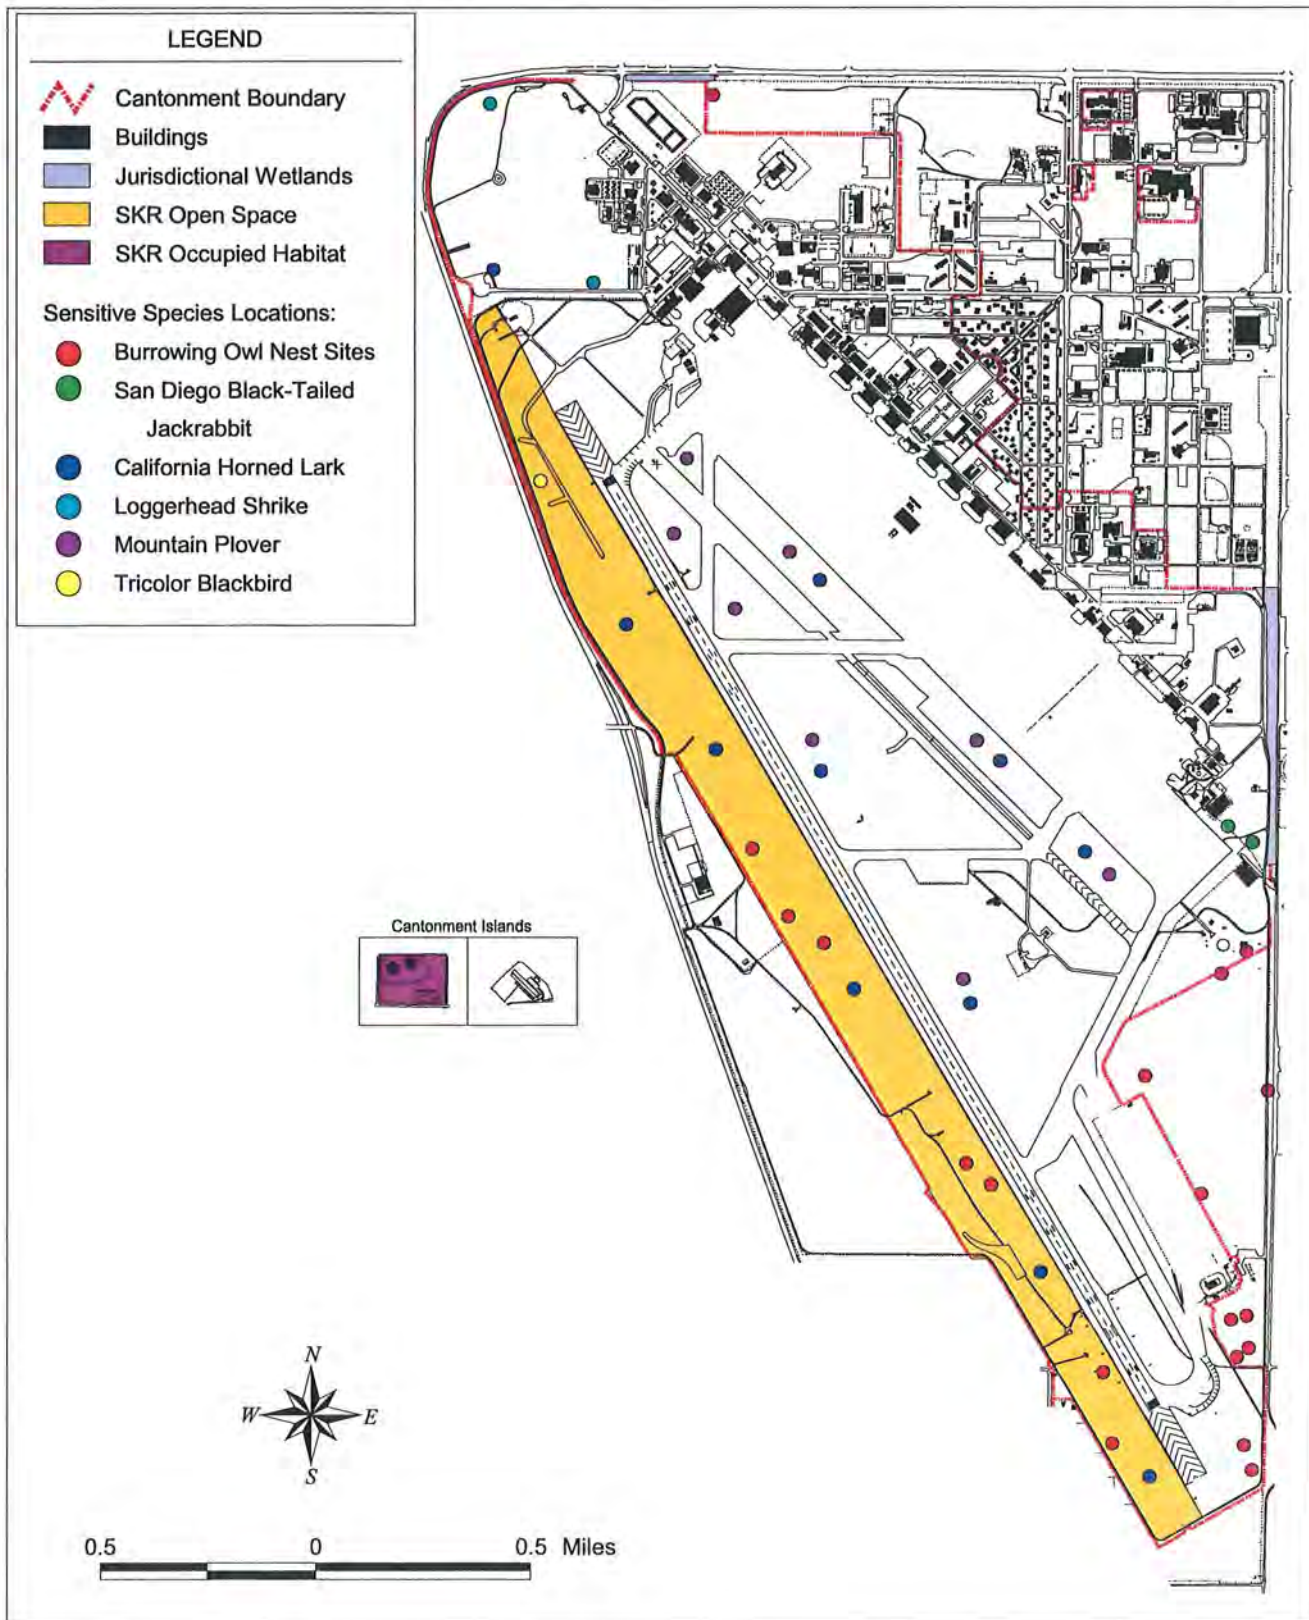 LEGEND
Cantonment Boundary
Buildings
Jurisdictional Wetlands
SKR Open Space
SKR Occupied Habitat
Sensitive Species Locations:
Burrowing Owl Nest Sites
San Diego Black-Tailed
Jackrabbit
California Horned Lark
Loggerhead Shrike
Mountain Plover
Tricolor Blackbird
Cantonment Islands
N
W E
S
0.5 0 0.5 Miles